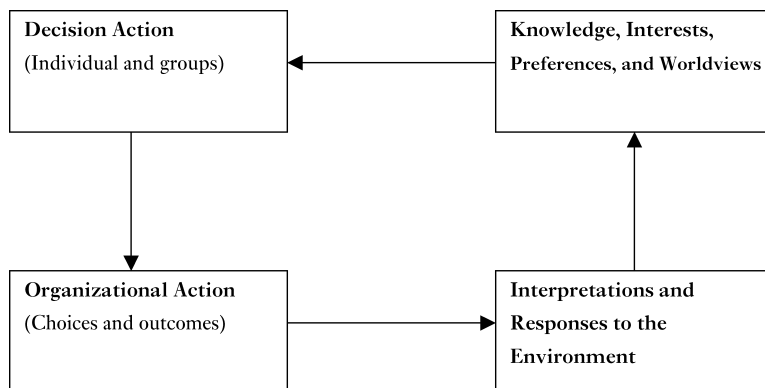 Decision Action
(Individual and groups)
Knowledge, Interests,
Preferences, and Worldviews
Organizational Action
(Choices and outcomes)
Interpretations and
Responses to the
Environment